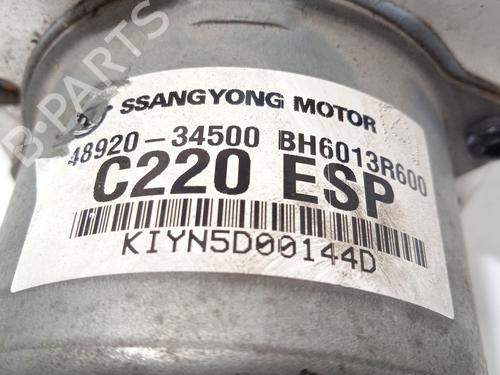 B-PARTS
SSANGYONG MOTOR
48920-34500 BH6013R600
C220 ESP
KIYN5D00144D